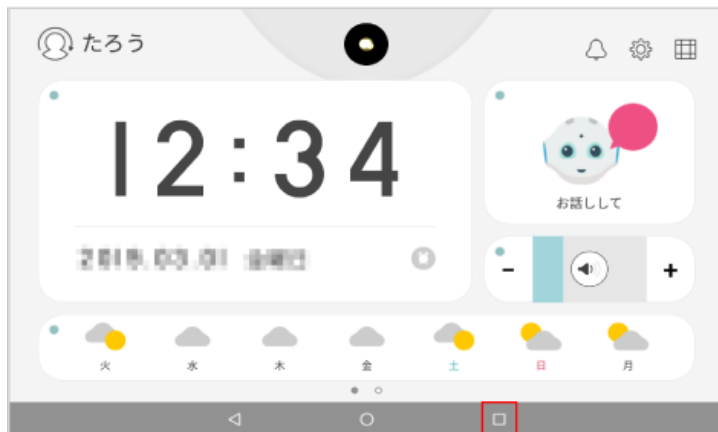 たろう
12:34
お話しして
- +
火 水 木 金 土 日 月